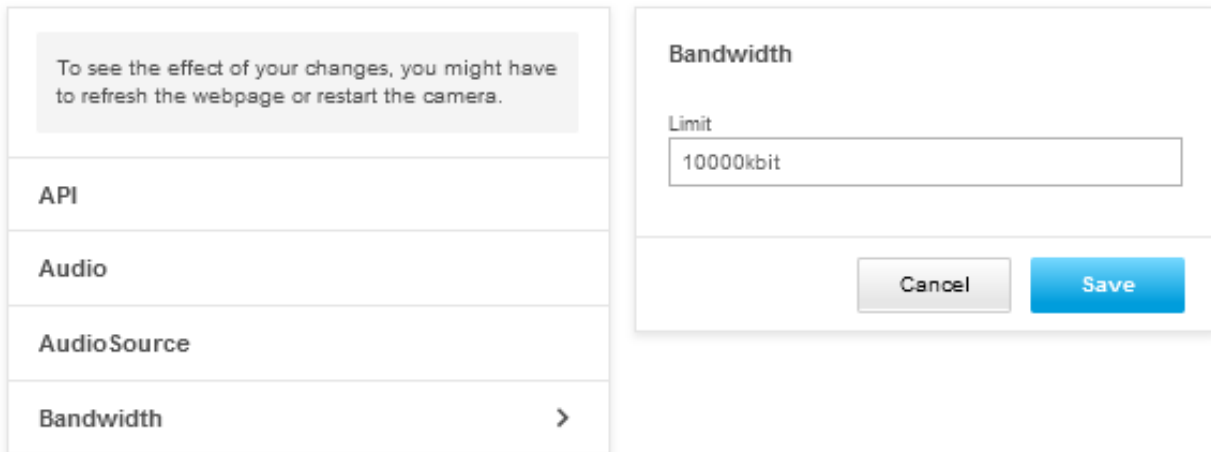 To see the effect of your changes, you might have
to refresh the webpage or restart the camera.
API
Audio
AudioSource
Bandwidth
Bandwidth
Limit
10000kbit
Cancel
Save